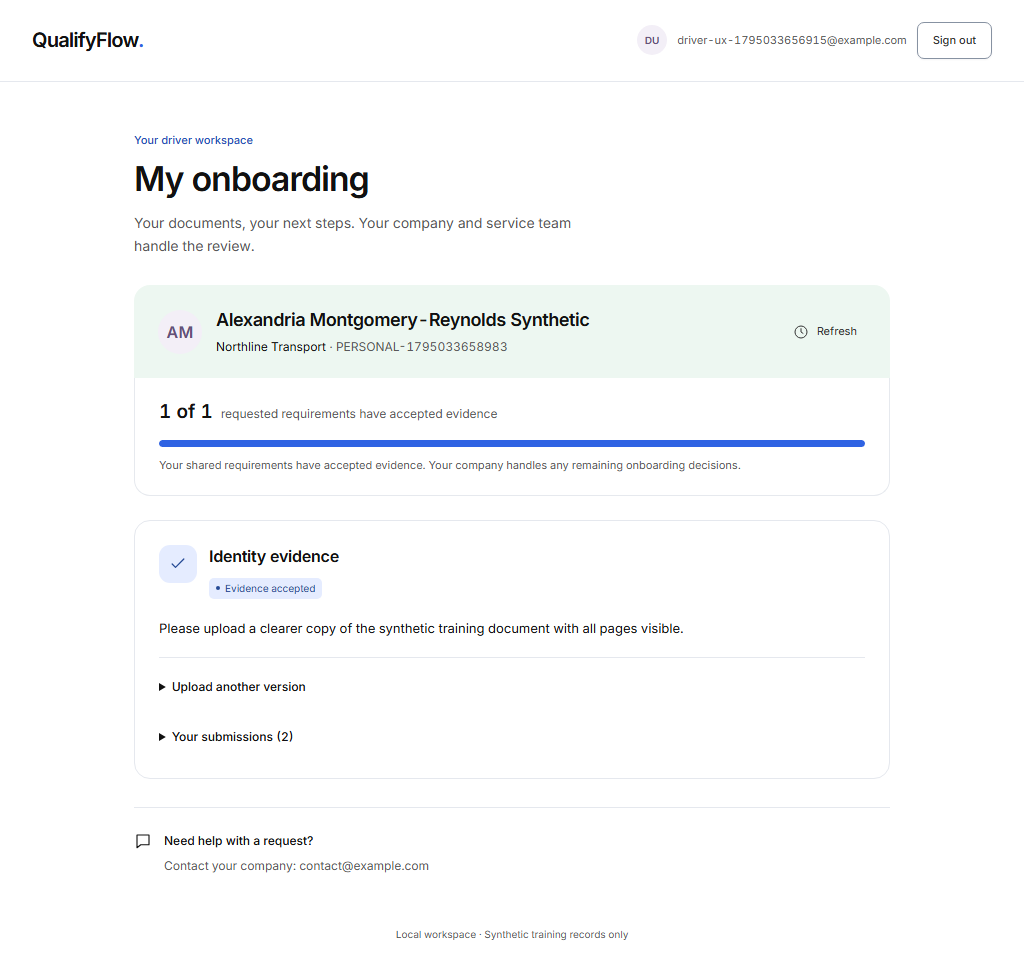 QualifyFlow.
DU
driver-ux-1795033656915@example.com
Sign out
Your driver workspace
My onboarding
Your documents, your next steps. Your company and service team
handle the review.
AM
Alexandria Montgomery-Reynolds Synthetic
Northline Transport · PERSONAL-1795033658983
Refresh
1 of 1 requested requirements have accepted evidence
Your shared requirements have accepted evidence. Your company handles any remaining onboarding decisions.
Identity evidence
Evidence accepted
Please upload a clearer copy of the synthetic training document with all pages visible.
Upload another version
Your submissions (2)
Need help with a request?
Contact your company: contact@example.com
Local workspace · Synthetic training records only